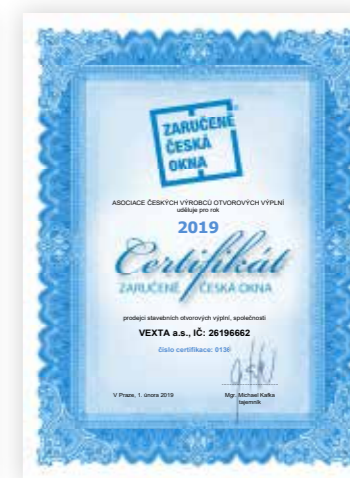 ZARUČENÉ
ČESKÁ
OKNA
ASOCIACE ČESKÝCH VÝROBCŮ OTVOROVÝCH VÝPLNÍ
uděluje pro rok
2019
Certifikát
ZARUČENĚ ČESKÁ OKNA
prodejci stavebních otvorových výplní, společnosti
VEXTA a.s., IČ: 26196662
číslo certifikace: 0136
V Praze, 1. února 2019
Mgr. Michael Kafka
tajemník